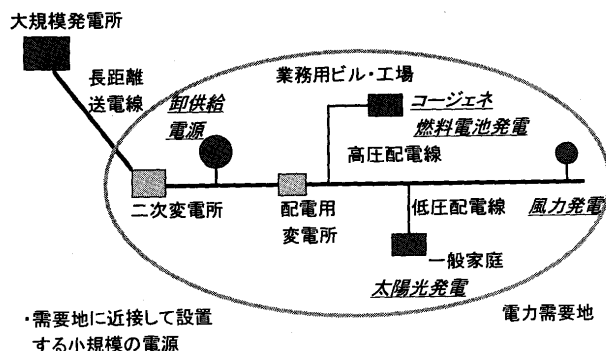 大規模発電所
長距離
送電線
卸供給
電源
業務用ビル・工場
コージェネ
燃料電池発電
高圧配電線
二次変電所
配電用
変電所
低圧配電線
風力発電
一般家庭
太陽光発電
電力需要地
・需要地に近接して設置
する小規模の電源